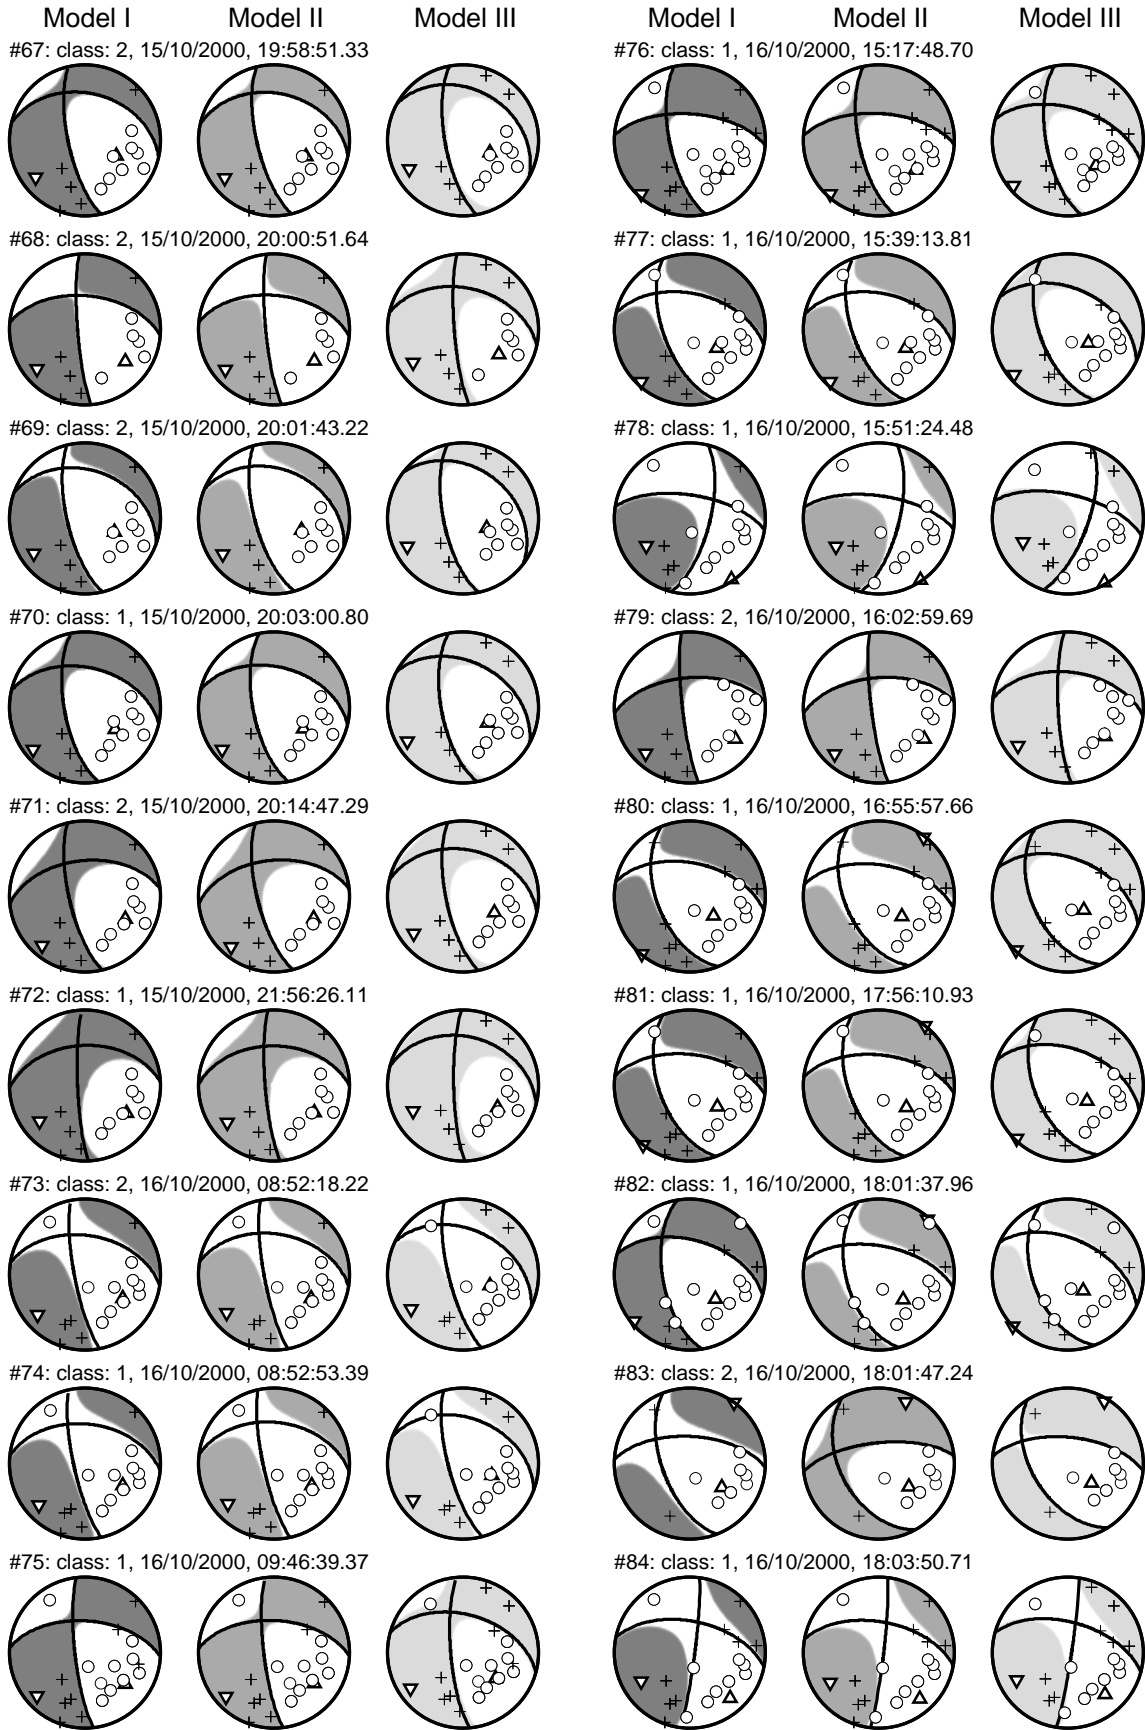 Model I Model II Model III Model I Model II Model III
#67: class: 2, 15/10/2000, 19:58:51.33
#68: class: 2, 15/10/2000, 20:00:51.64
#69: class: 2, 15/10/2000, 20:01:43.22
#70: class: 1, 15/10/2000, 20:03:00.80
#71: class: 2, 15/10/2000, 20:14:47.29
#72: class: 1, 15/10/2000, 21:56:26.11
#73: class: 2, 16/10/2000, 08:52:18.22
#74: class: 1, 16/10/2000, 08:52:53.39
#75: class: 1, 16/10/2000, 09:46:39.37
#76: class: 1, 16/10/2000, 15:17:48.70
#77: class: 1, 16/10/2000, 15:39:13.81
#78: class: 1, 16/10/2000, 15:51:24.48
#79: class: 2, 16/10/2000, 16:02:59.69
#80: class: 1, 16/10/2000, 16:55:57.66
#81: class: 1, 16/10/2000, 17:56:10.93
#82: class: 1, 16/10/2000, 18:01:37.96
#83: class: 2, 16/10/2000, 18:01:47.24
#84: class: 1, 16/10/2000, 18:03:50.71